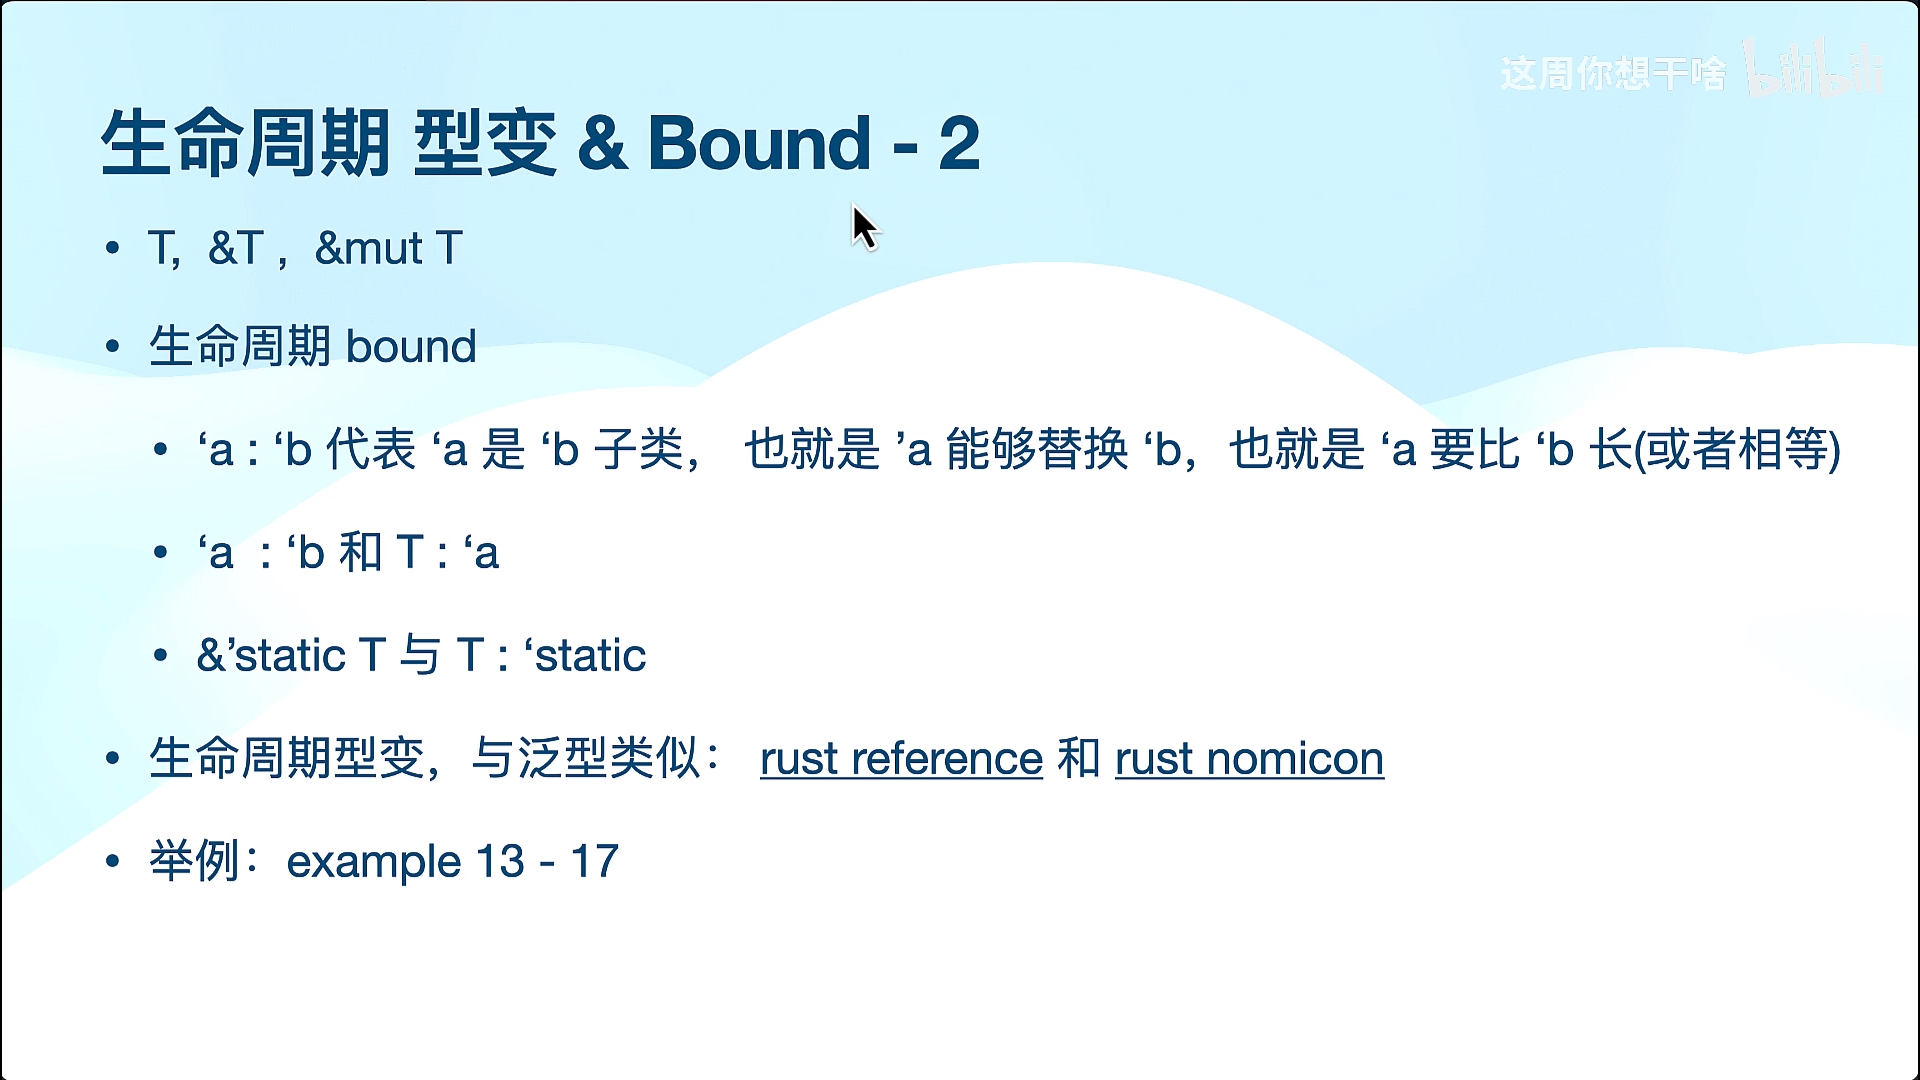 这周你想干啥 bilibili
生命周期 型变 & Bound - 2
• T, &T , &mut T
• 生命周期 bound
• ‘a : ‘b 代表 ‘a 是 ‘b 子类， 也就是 ’a 能够替换 ‘b，也就是 ‘a 要比 ‘b 长(或者相等)
• ‘a : ‘b 和 T : ‘a
• &’static T 与 T : ‘static
• 生命周期型变，与泛型类似： rust reference 和 rust nomicon
• 举例：example 13 - 17